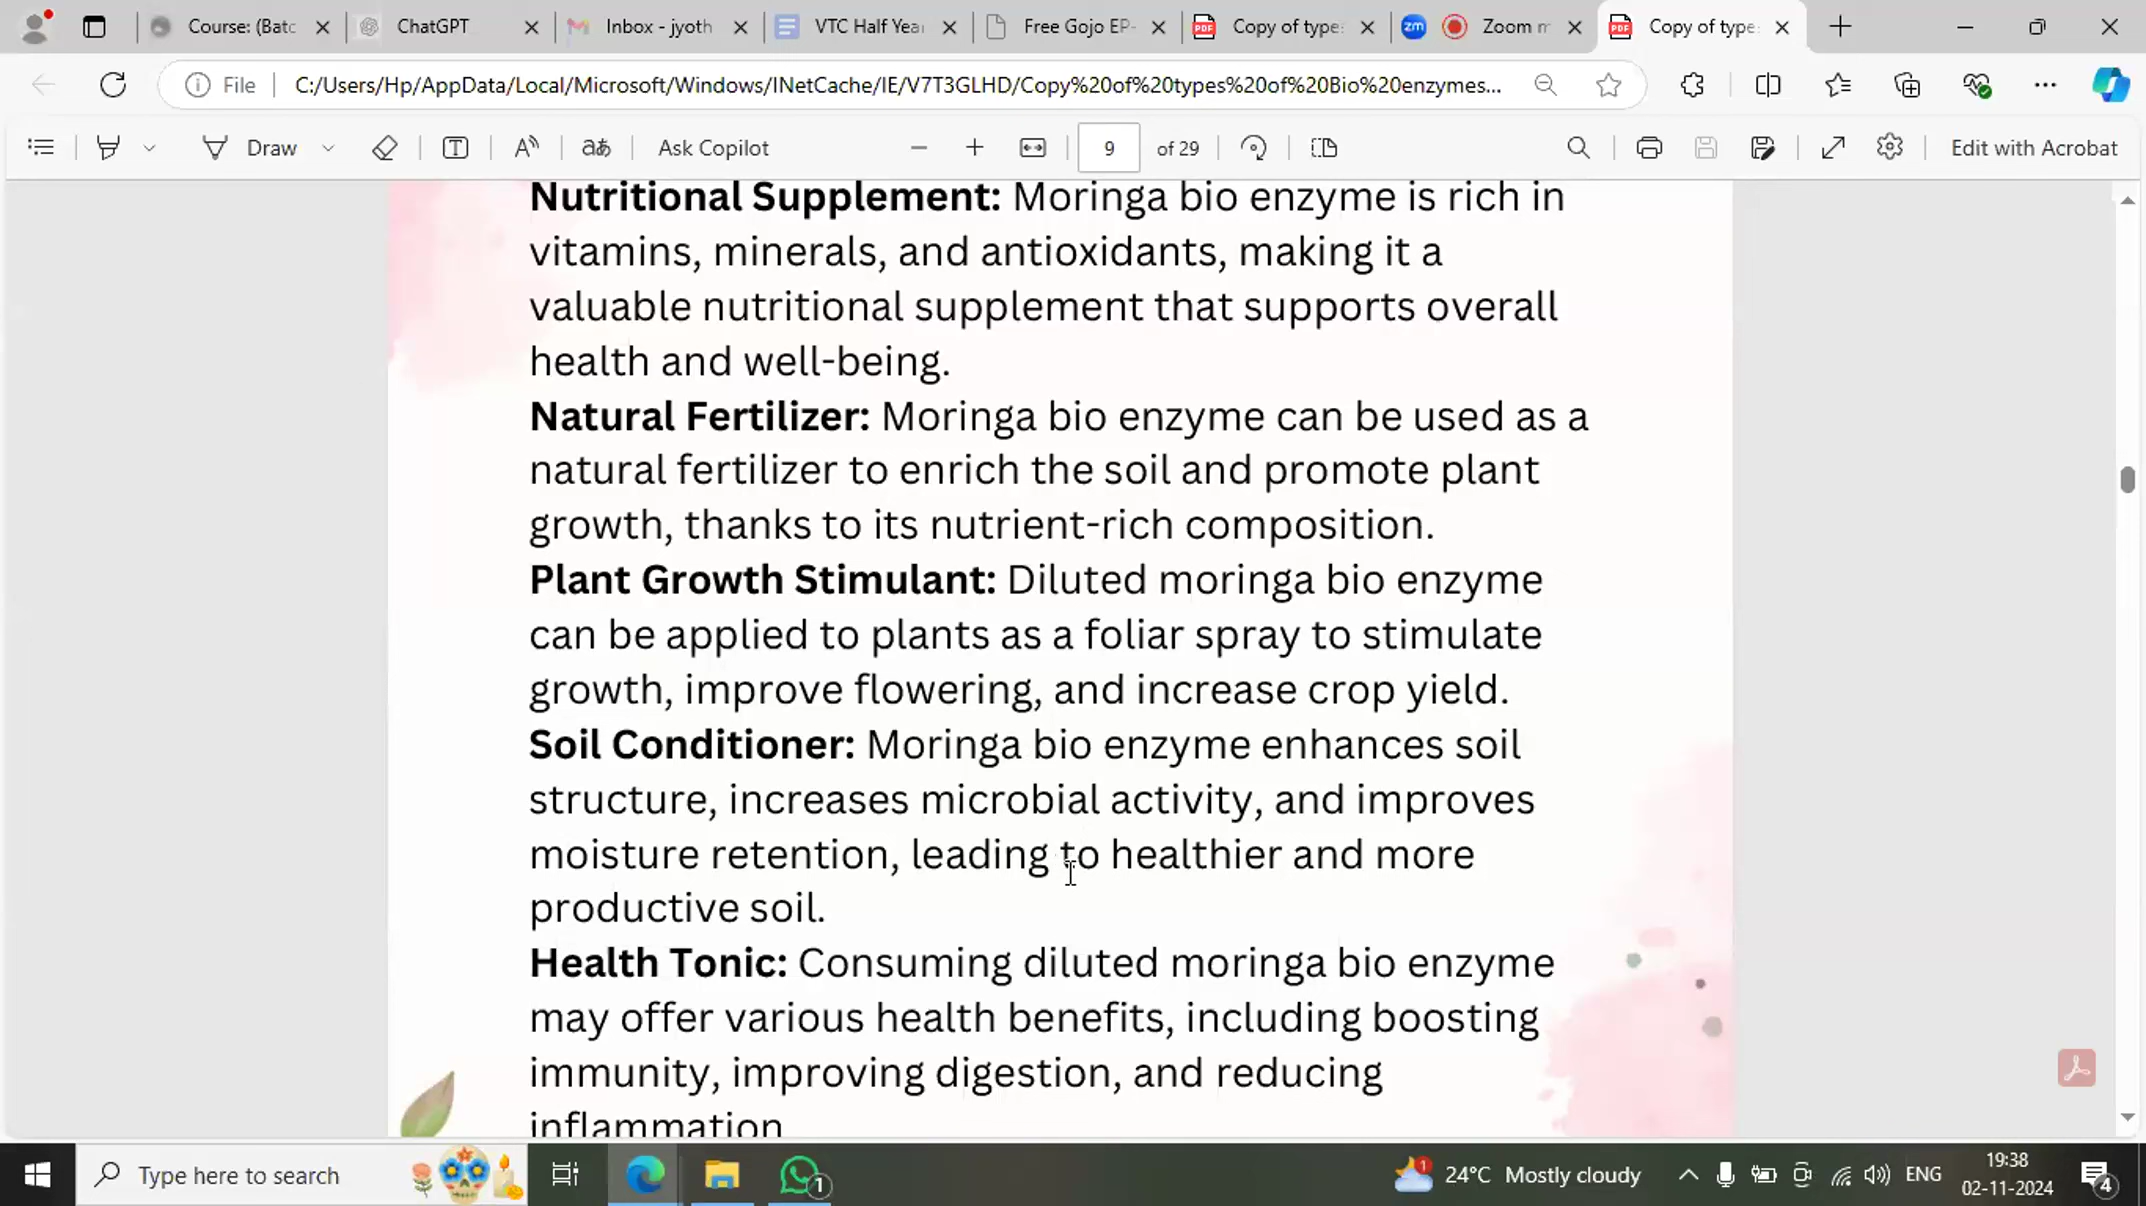 Course: (Batc
ChatGPT
Inbox - jyoth
VTC Half Yea
Free Gojo EP-
Copy of type
Zoom m
Copy of type
File
C:/Users/Hp/AppData/Local/Microsoft/Windows/INetCache/IE/V7T3GLHD/Copy%20of%20types%20of%20Bio%20enzymes...
Draw
Ask Copilot
9 of 29
Edit with Acrobat
Nutritional Supplement: Moringa bio enzyme is rich in
vitamins, minerals, and antioxidants, making it a
valuable nutritional supplement that supports overall
health and well-being.
Natural Fertilizer: Moringa bio enzyme can be used as a
natural fertilizer to enrich the soil and promote plant
growth, thanks to its nutrient-rich composition.
Plant Growth Stimulant: Diluted moringa bio enzyme
can be applied to plants as a foliar spray to stimulate
growth, improve flowering, and increase crop yield.
Soil Conditioner: Moringa bio enzyme enhances soil
structure, increases microbial activity, and improves
moisture retention, leading to healthier and more
productive soil.
Health Tonic: Consuming diluted moringa bio enzyme
may offer various health benefits, including boosting
immunity, improving digestion, and reducing
inflammation
Type here to search
1
1
24°C Mostly cloudy
ENG
19:38
02-11-2024
4